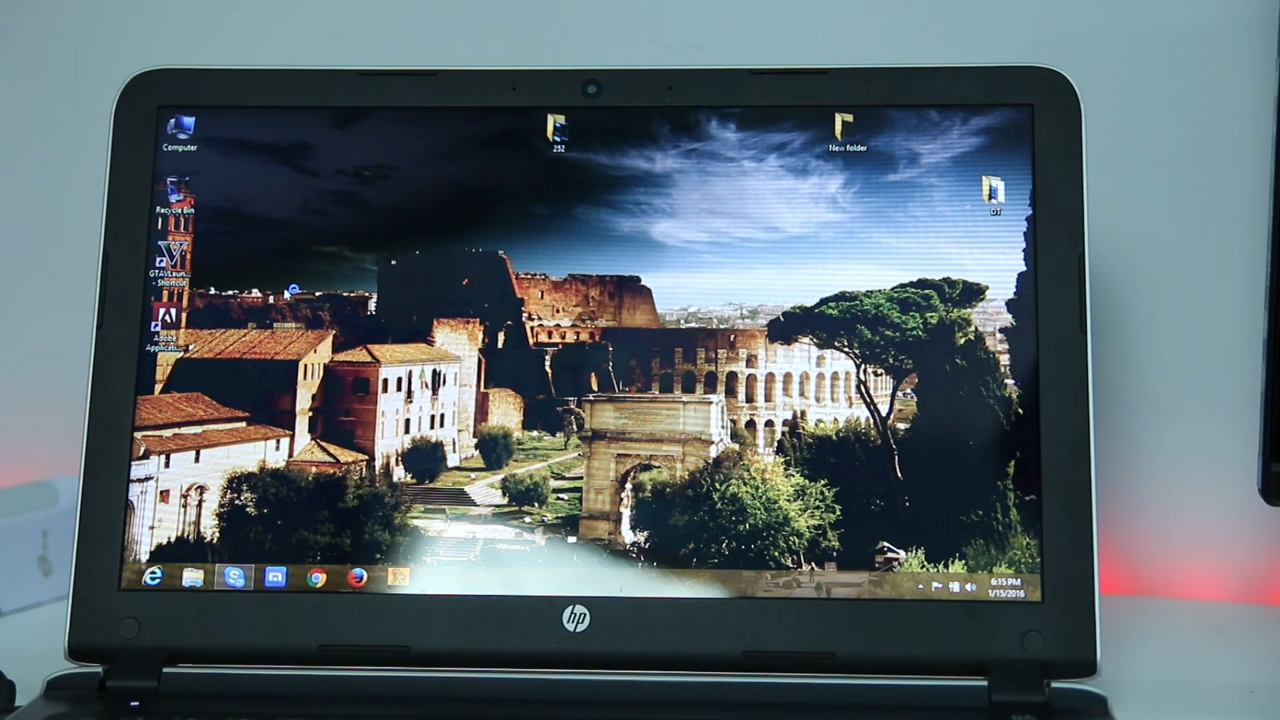 Computer
252
New folder
Recycle Bin
DT
GTAVLaun...
- Shortcut
Adobe
Applicati...
6:15 PM
1/15/2016
hp